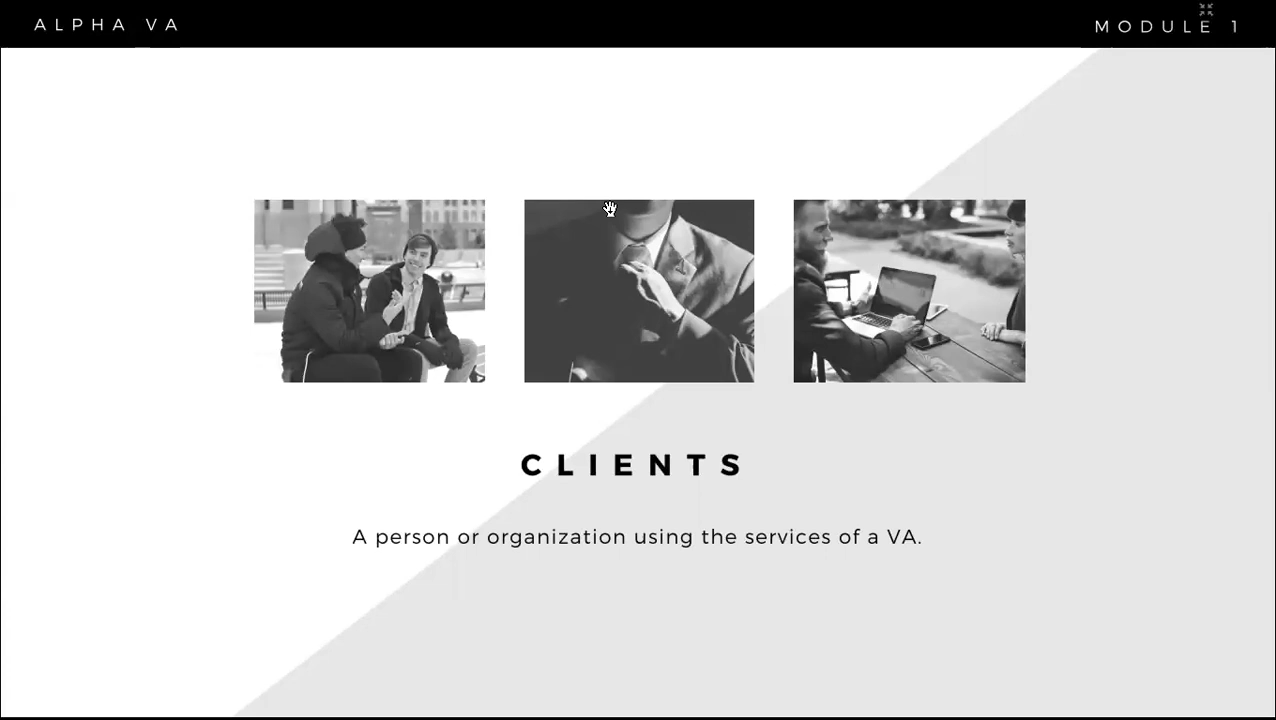 ALPHA VA
MODULE 1
CLIENTS
A person or organization using the services of a VA.